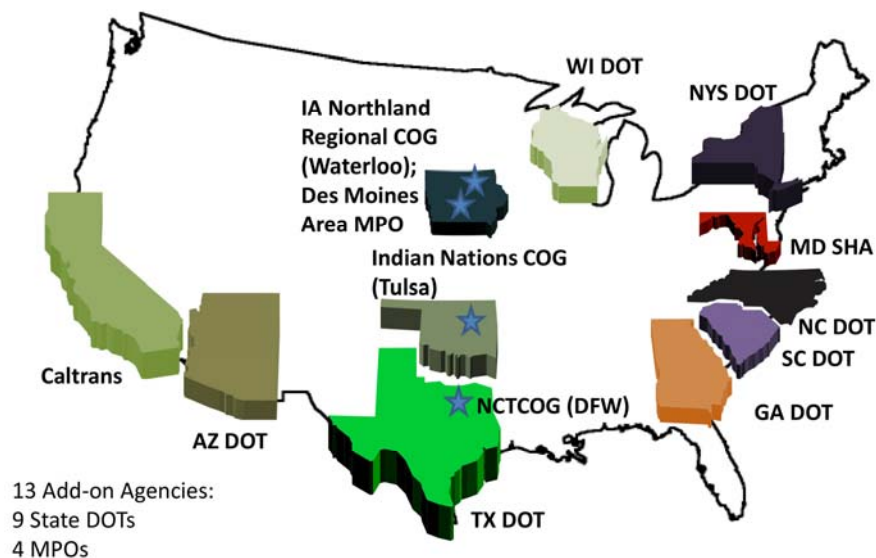 WI DOT
NYS DOT
IA Northland
Regional COG
(Waterloo);
Des Moines
Area MPO
MD SHA
Indian Nations COG
(Tulsa)
NC DOT
SC DOT
Caltrans
NCTCOG (DFW)
GA DOT
AZ DOT
13 Add-on Agencies:
9 State DOTs
4 MPOs
TX DOT